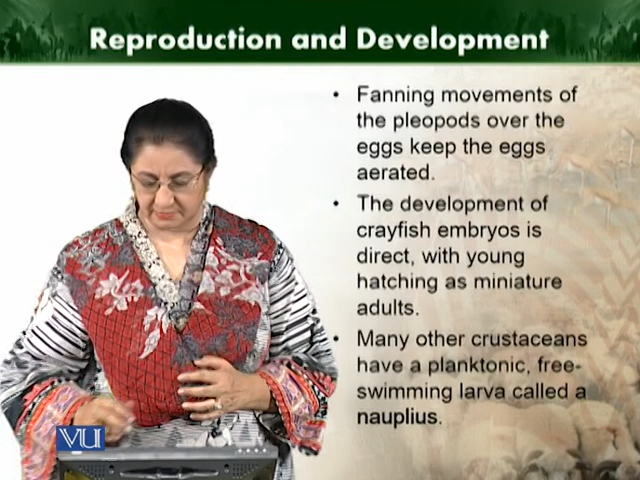 Reproduction and Development
• Fanning movements of
the pleopods over the
eggs keep the eggs
aerated.
• The development of
crayfish embryos is
direct, with young
hatching as miniature
adults.
• Many other crustaceans
have a planktonic, free-
swimming larva called a
nauplius.
VU